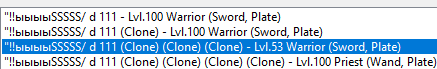 "!!ыыыыSSSSS/ d 111 - Lvl.100 Warrior (Sword, Plate)
"!!ыыыыSSSSS/ d 111 (Clone) - Lvl.100 Warrior (Sword, Plate)
"!!ыыыыSSSSS/ d 111 (Clone) (Clone) (Clone) - Lvl.53 Warrior (Sword, Plate)
"!!ыыыыSSSSS/ d 111 (Clone) (Clone) (Clone) (Clone) - Lvl.100 Priest (Wand, Plate)